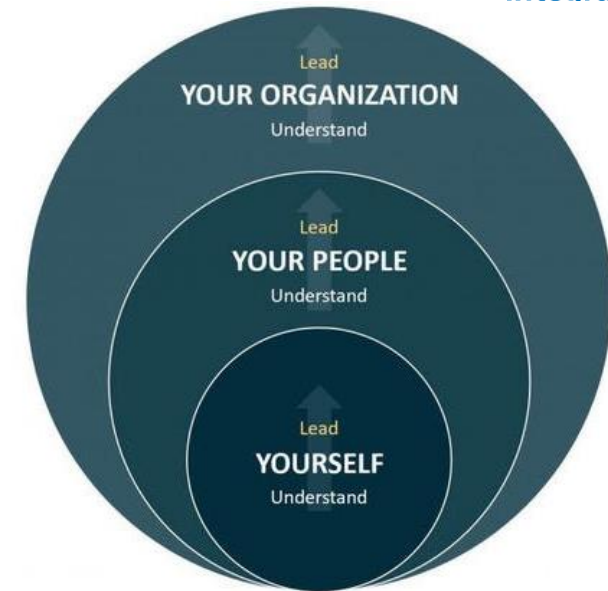 Lead
YOUR ORGANIZATION
Understand
Lead
YOUR PEOPLE
Understand
Lead
YOURSELF
Understand